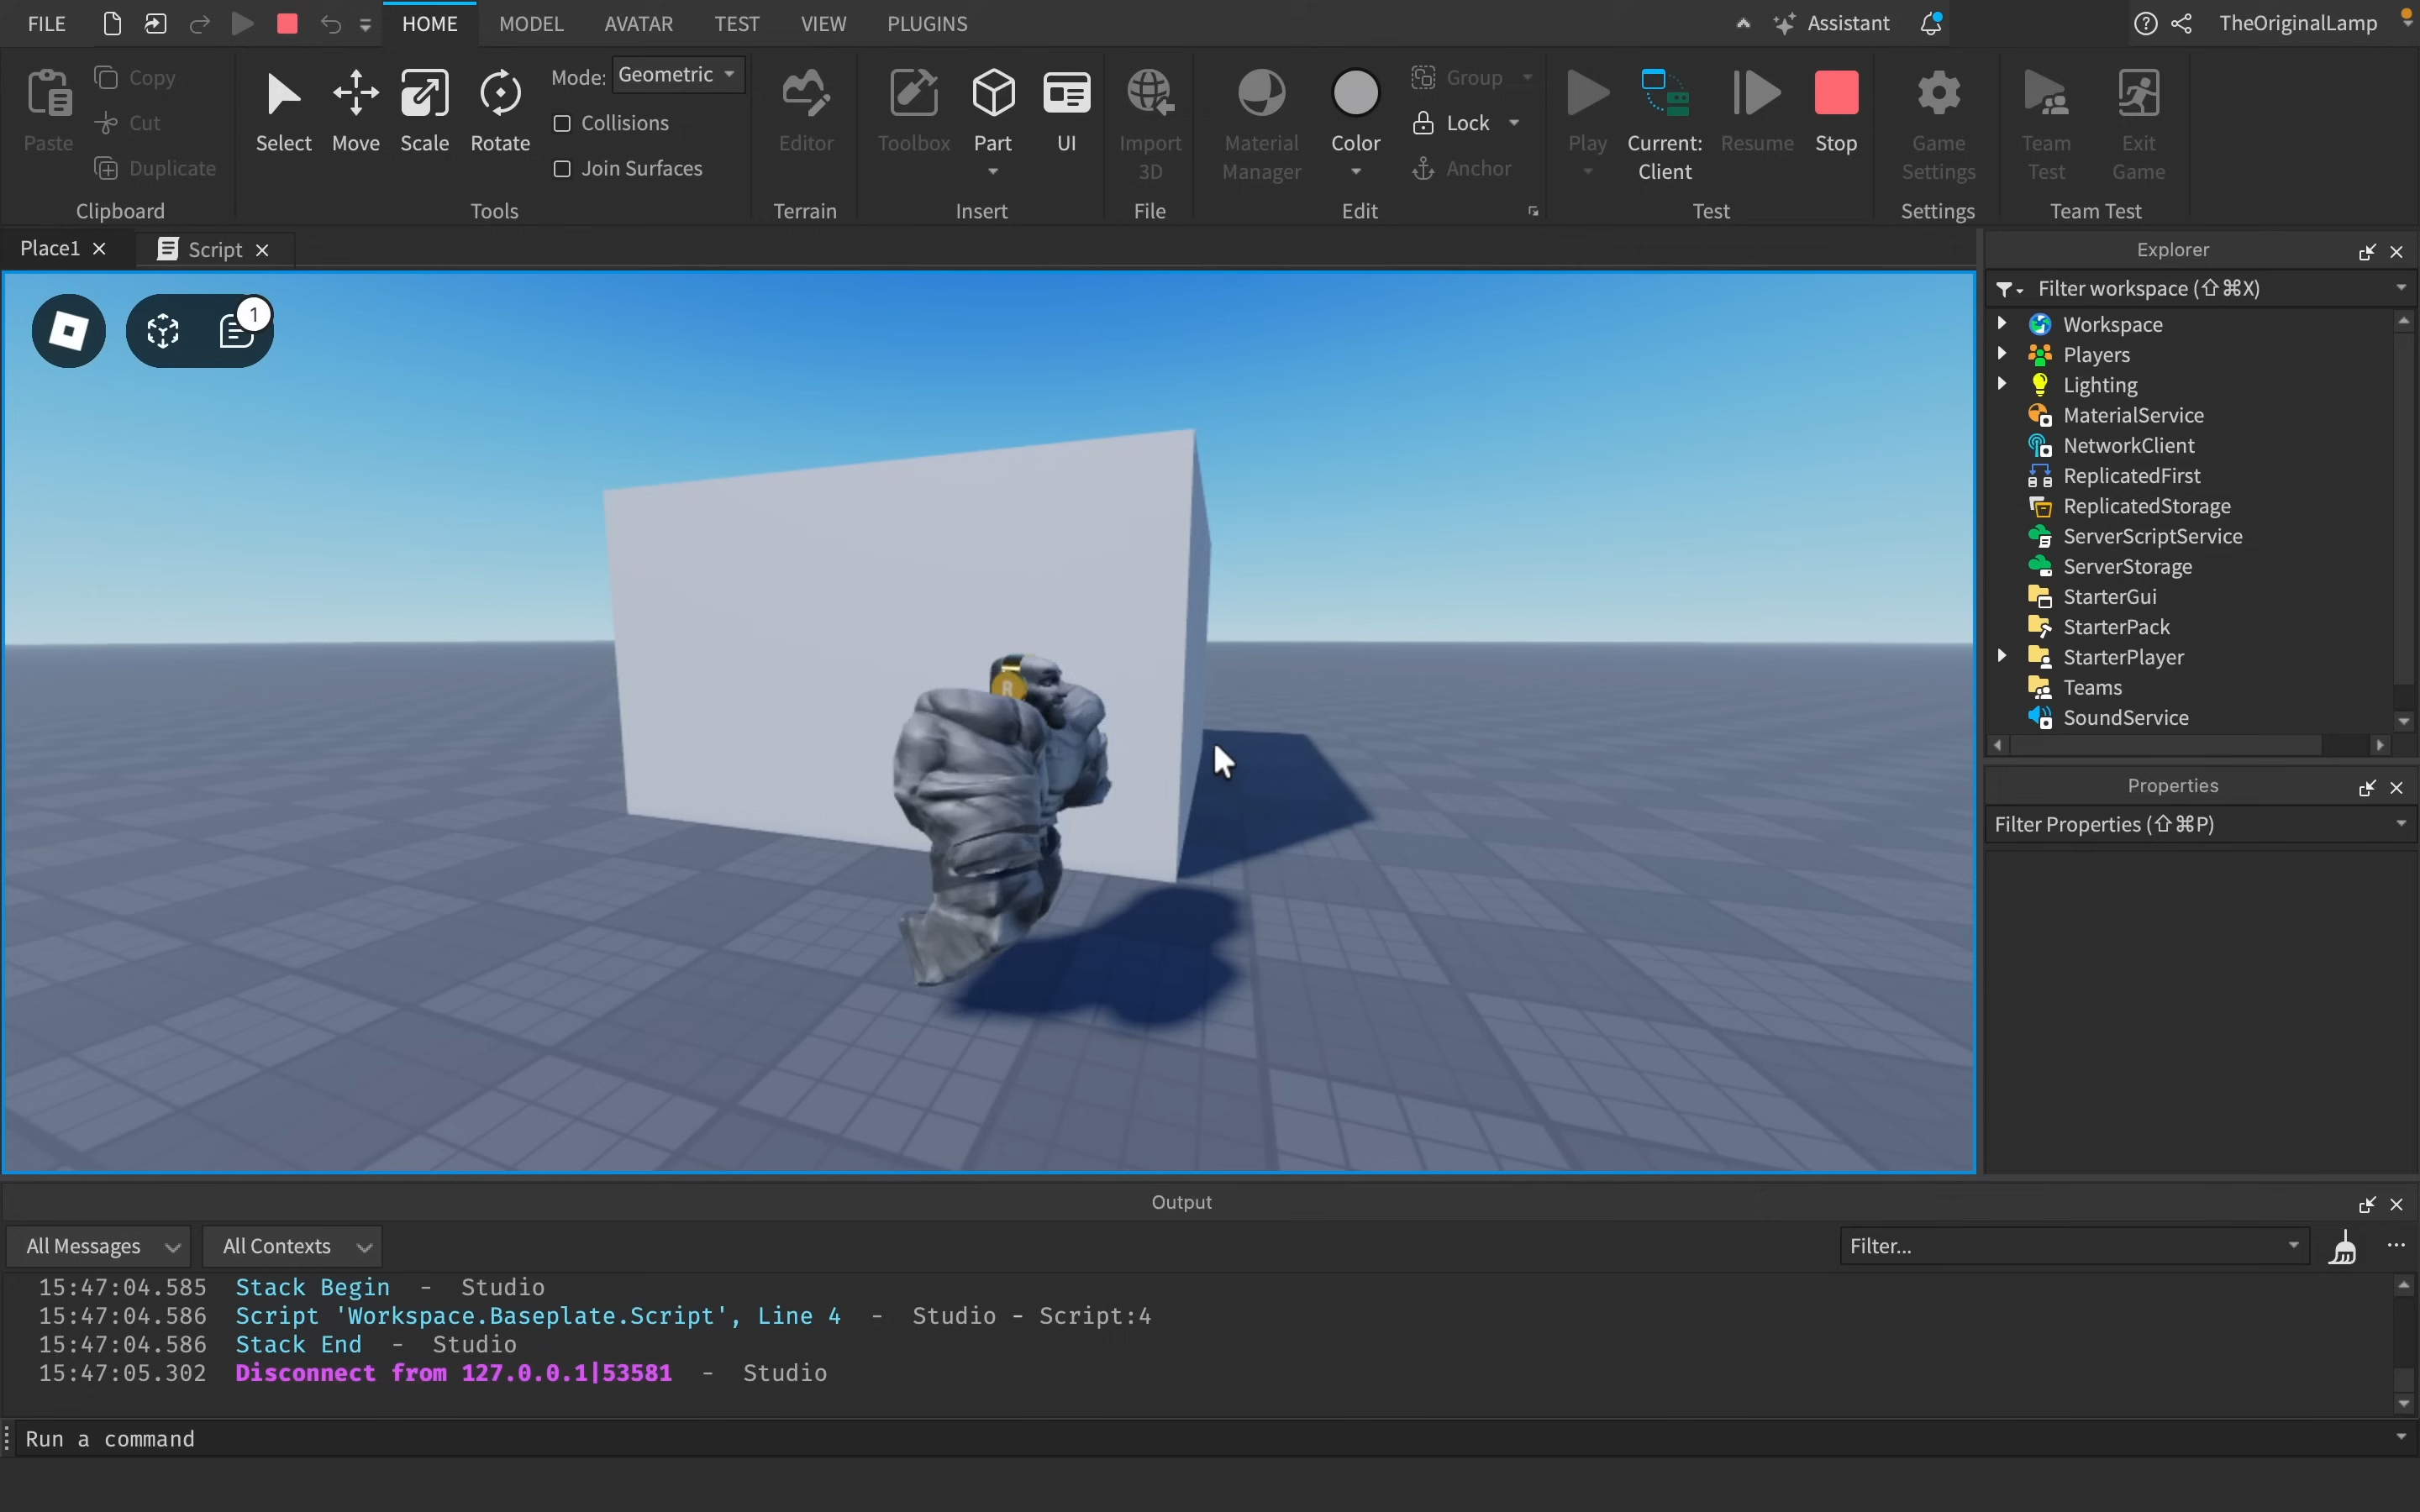 FILE HOME MODEL AVATAR TEST VIEW PLUGINS Assistant TheOriginalLamp
Paste Copy Cut Duplicate
Clipboard
Select Move Scale Rotate
Mode: Geometric
Collisions
Join Surfaces
Tools
Editor
Terrain
Toolbox Part UI
Insert
Import 3D
File
Material Manager Color
Group
Lock
Anchor
Edit
Play Current: Client Resume Stop
Test
Game Settings
Settings
Team Test Exit Game
Team Test
Place1 Script
1
R
Explorer
Filter workspace (⇧⌘X)
Workspace
Players
Lighting
MaterialService
NetworkClient
ReplicatedFirst
ReplicatedStorage
ServerScriptService
ServerStorage
StarterGui
StarterPack
StarterPlayer
Teams
SoundService
Properties
Filter Properties (⇧⌘P)
Output
All Messages All Contexts Filter...
15:47:04.585 Stack Begin - Studio
15:47:04.586 Script 'Workspace.Baseplate.Script', Line 4 - Studio - Script:4
15:47:04.586 Stack End - Studio
15:47:05.302 Disconnect from 127.0.0.1|53581 - Studio
Run a command